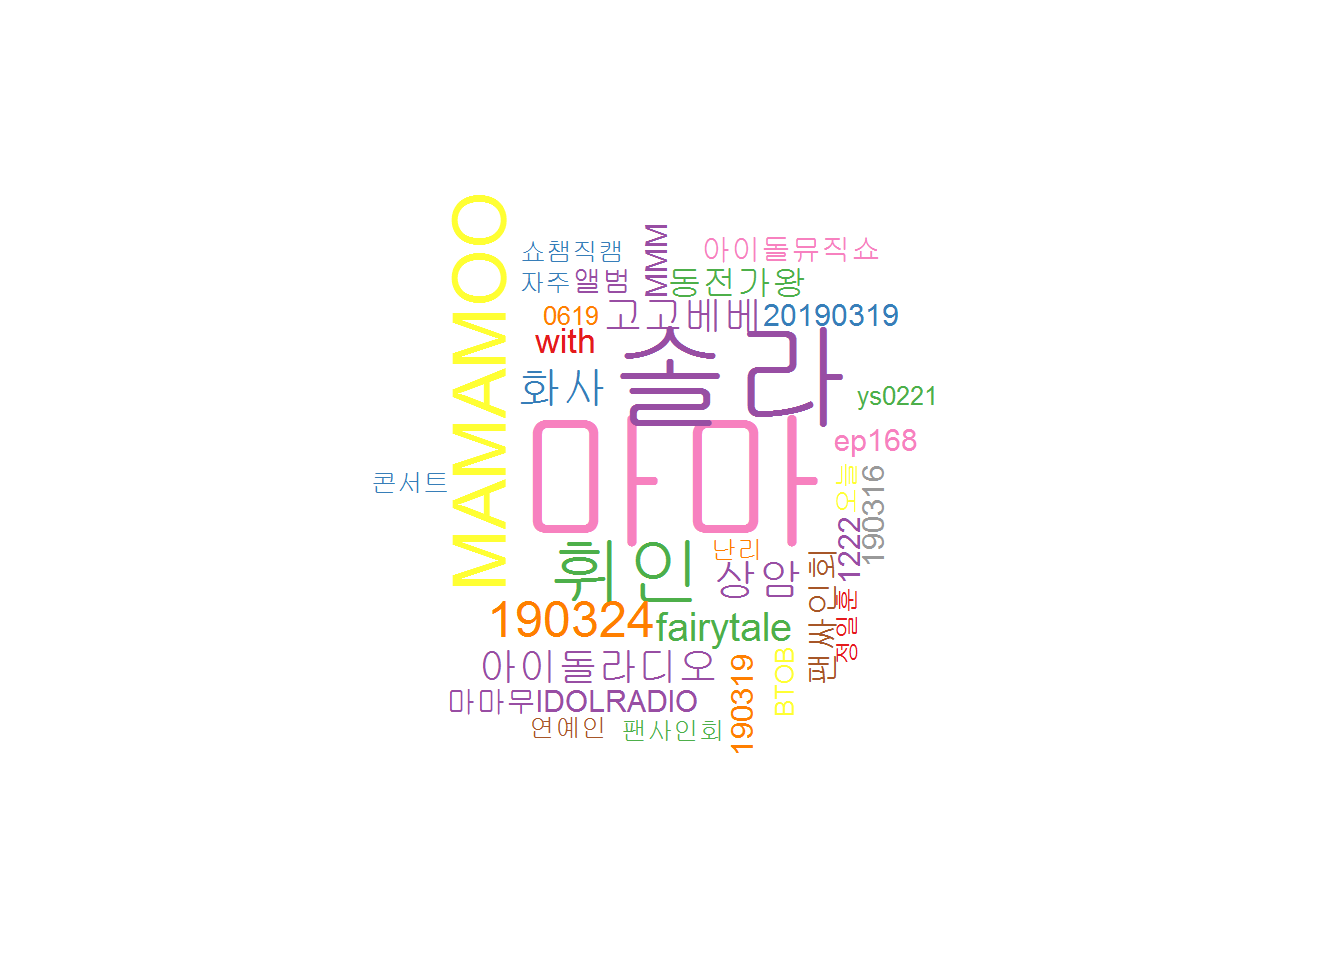 MAMAMOO
쇼챔직캠
MMM
아이돌뮤직쇼
자주
앨범
동전가왕
0619
고고베베
20190319
with
솔라
화사
ys0221
마마
ep168
콘서트
오늘
190316
1222
휘인
난리
상암
팬싸인회
정일훈
190324
fairytale
아이돌라디오
190319
BTOB
마마무IDOLRADIO
연예인
팬사인회